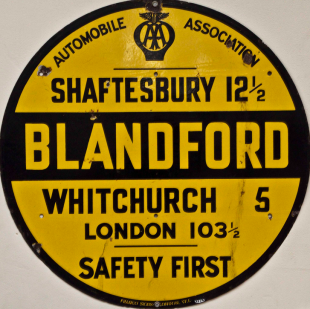 AUTOMOBILE ASSOCIATION
AA
SHAFTESBURY 12½
BLANDFORD
WHITCHURCH 5
LONDON 103½
SAFETY FIRST